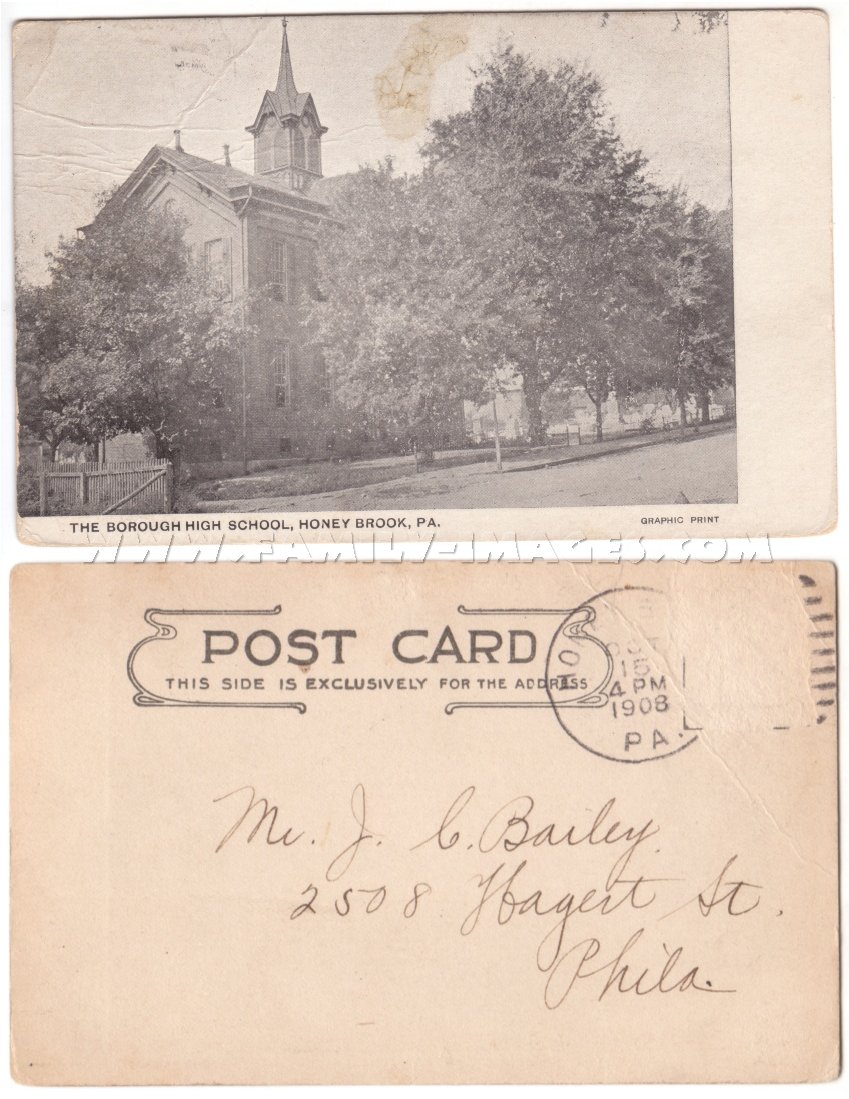 THE BOROUGH HIGH SCHOOL, HONEY BROOK, PA.
GRAPHIC PRINT
WWW.FAMILY-IMAGES.COM
POST CARD
THIS SIDE IS EXCLUSIVELY FOR THE ADDRESS
15
4 PM
1908
PA.
Mr. J. C. Bailey.
2508 Hagert St.
Phila.